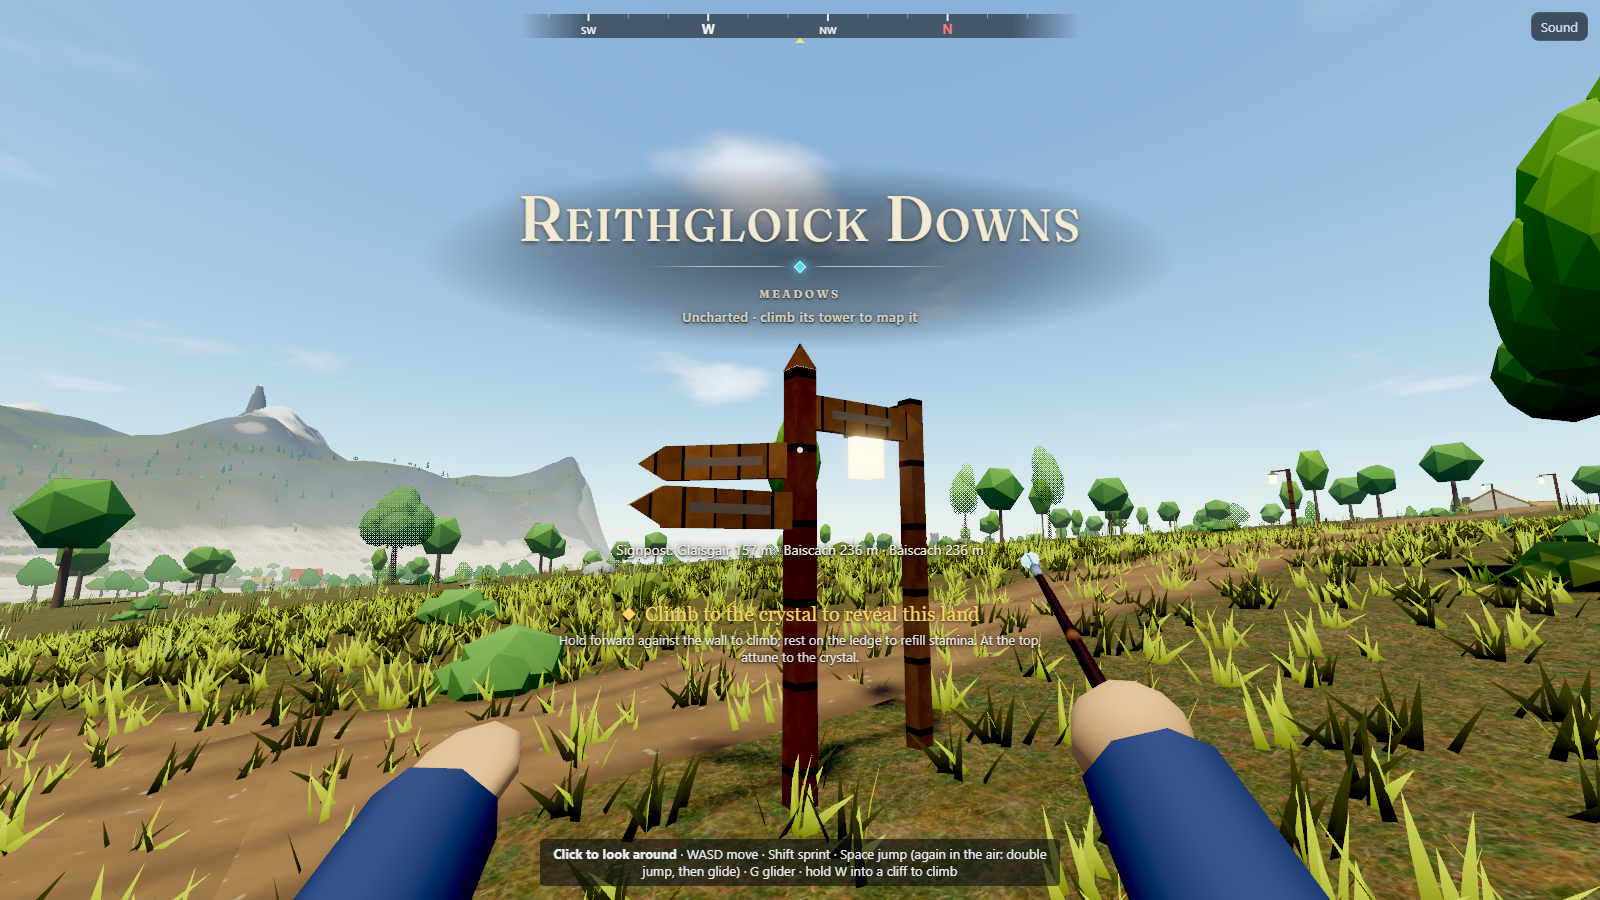 SW W NW N
Sound
Reithgloick Downs
MEADOWS
Uncharted · climb its tower to map it
Signpost: Glaisgair 157 m · Baiscach 236 m · Baiscach 236 m
Climb to the crystal to reveal this land
Hold forward against the wall to climb; rest on the ledge to refill stamina. At the top,
attune to the crystal.
Click to look around · WASD move · Shift sprint · Space jump (again in the air: double
jump, then glide) · G glider · hold W into a cliff to climb